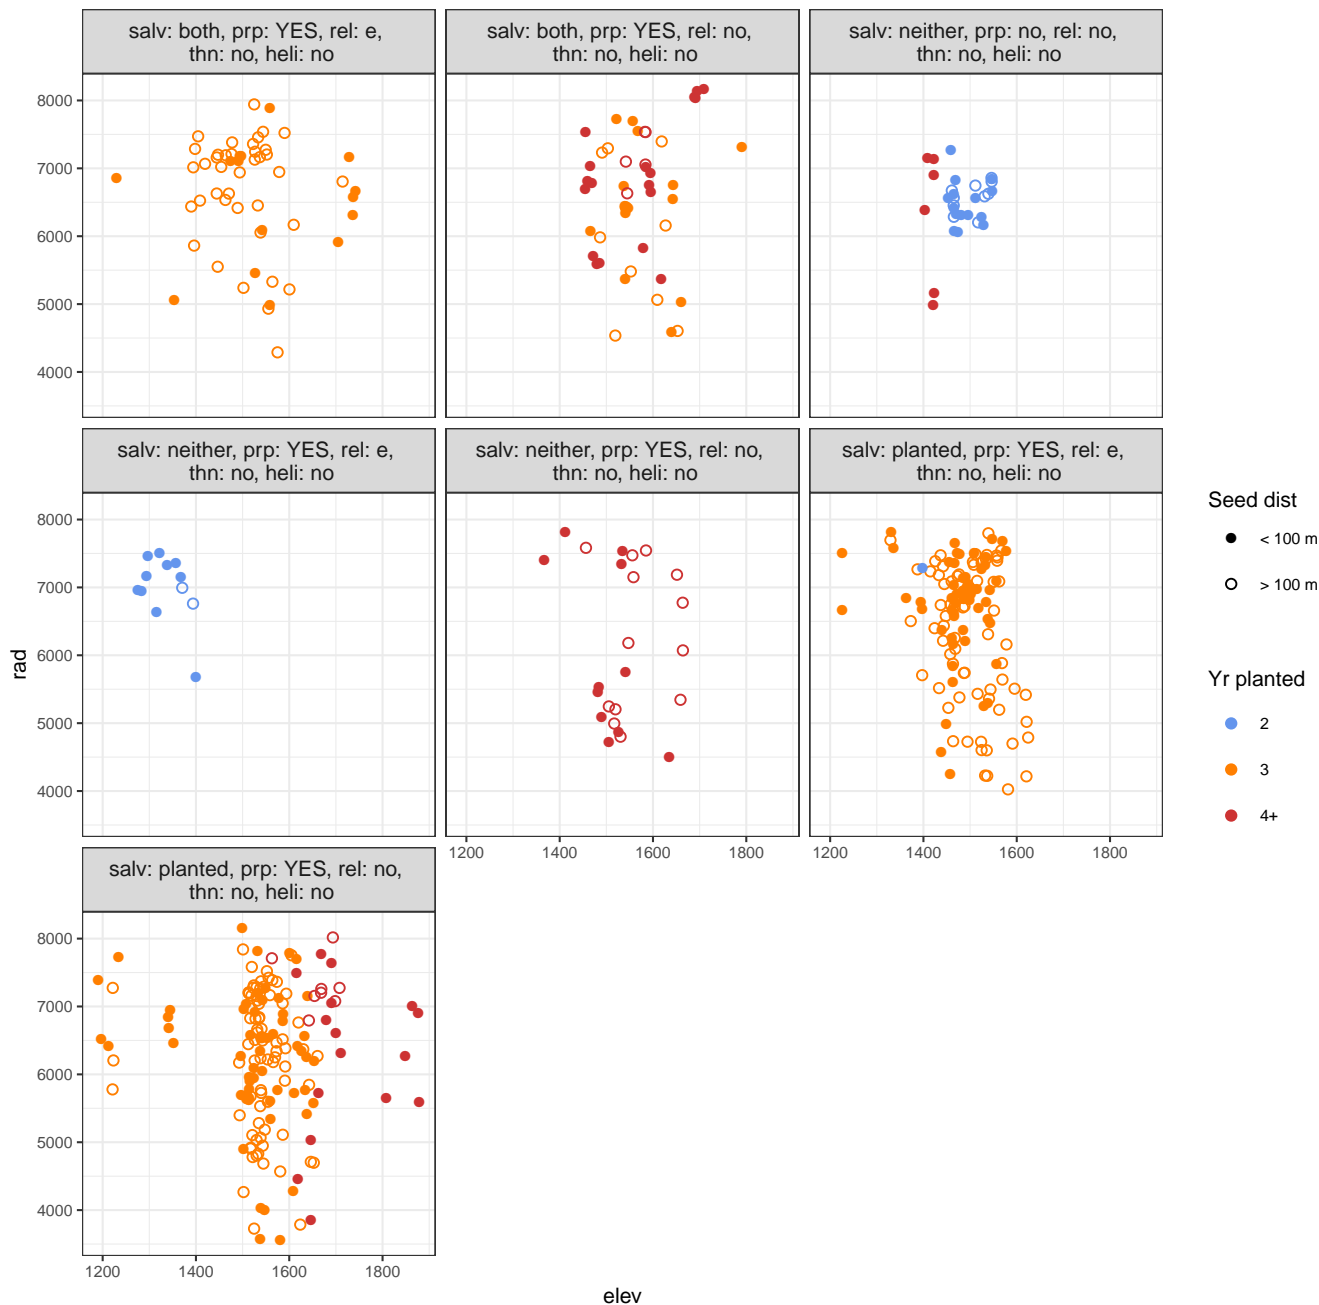 salv: both, prp: YES, rel: e,
thn: no, heli: no
salv: both, prp: YES, rel: no,
thn: no, heli: no
salv: neither, prp: no, rel: no,
thn: no, heli: no
8000
7000
6000
5000
4000
salv: neither, prp: YES, rel: e,
thn: no, heli: no
salv: neither, prp: YES, rel: no,
thn: no, heli: no
salv: planted, prp: YES, rel: e,
thn: no, heli: no
8000
7000
6000
5000
4000
1200 1400 1600 1800
1200 1400 1600 1800
salv: planted, prp: YES, rel: no,
thn: no, heli: no
8000
7000
6000
5000
4000
1200 1400 1600 1800
elev
rad
Seed dist
< 100 m
> 100 m
Yr planted
2
3
4+